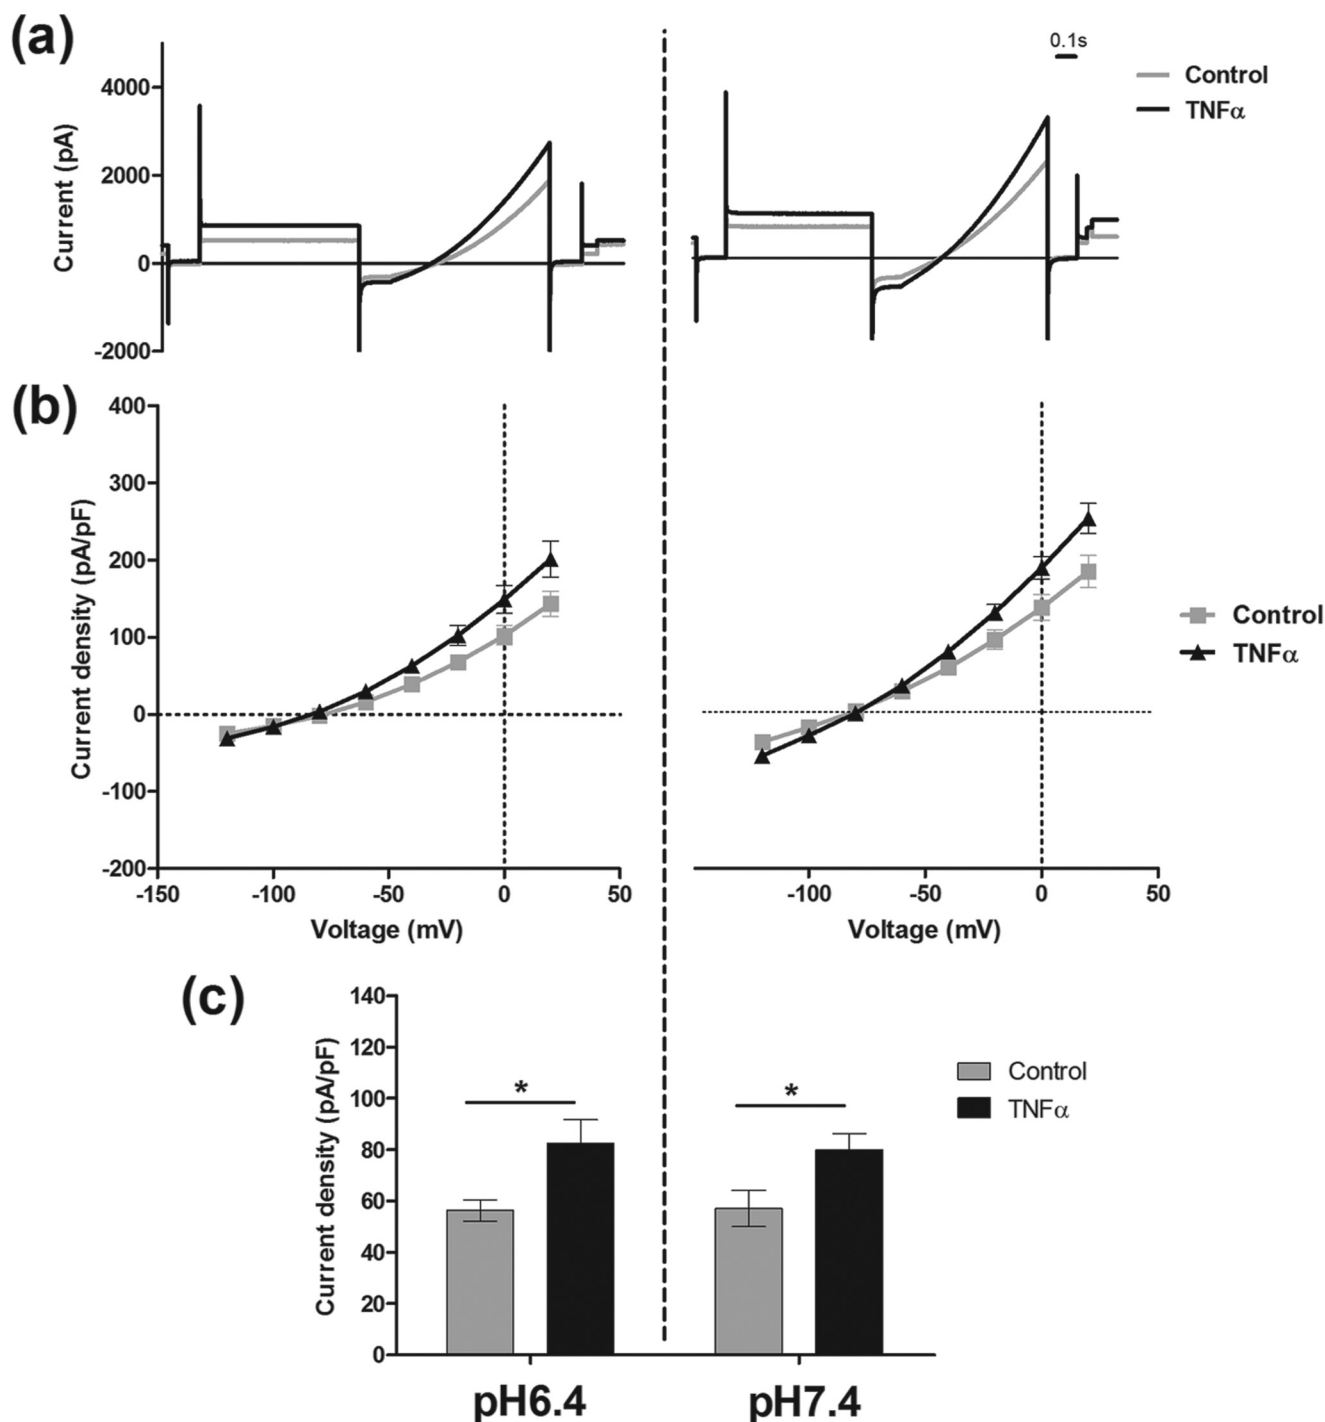 (a)
0.1s
Control
TNFα
Current (pA)
4000
2000
0
-2000
(b)
Current density (pA/pF)
400
300
200
100
0
-100
-200
-150
-100
-50
0
50
Voltage (mV)
-100
-50
0
50
Voltage (mV)
Control
TNFα
(c)
Current density (pA/pF)
140
120
100
80
60
40
20
0
*
*
Control
TNFα
pH6.4
pH7.4